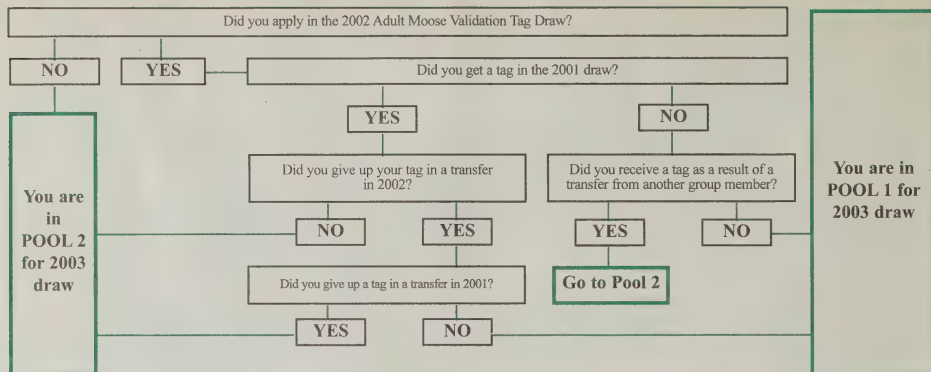 Did you apply in the 2002 Adult Moose Validation Tag Draw?
NO
YES
Did you get a tag in the 2001 draw?
YES
NO
Did you give up your tag in a transfer
in 2002?
Did you receive a tag as a result of a
transfer from another group member?
You are in
POOL 1 for
2003 draw
You are
in
POOL 2
for 2003
draw
NO
YES
YES
NO
Did you give up a tag in a transfer in 2001?
Go to Pool 2
YES
NO